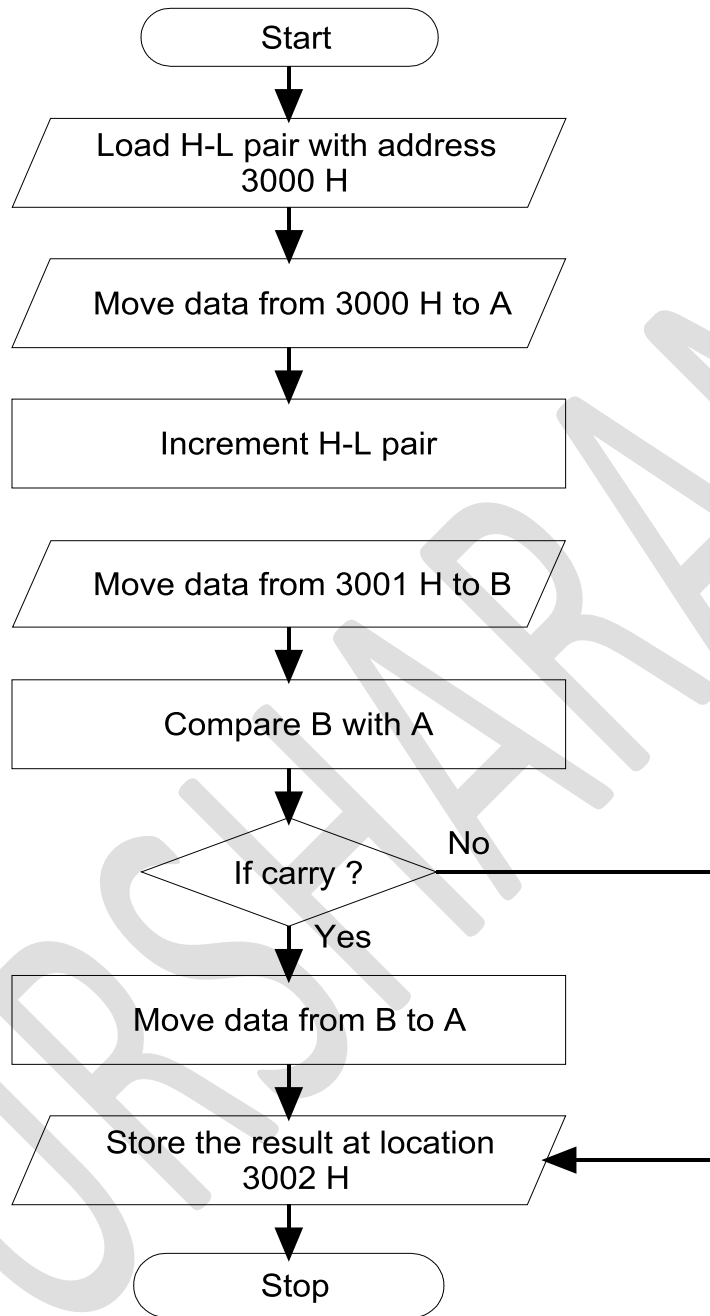 Start
Load H-L pair with address
3000 H
Move data from 3000 H to A
Increment H-L pair
Move data from 3001 H to B
Compare B with A
If carry ?
No
Yes
Move data from B to A
Store the result at location
3002 H
Stop